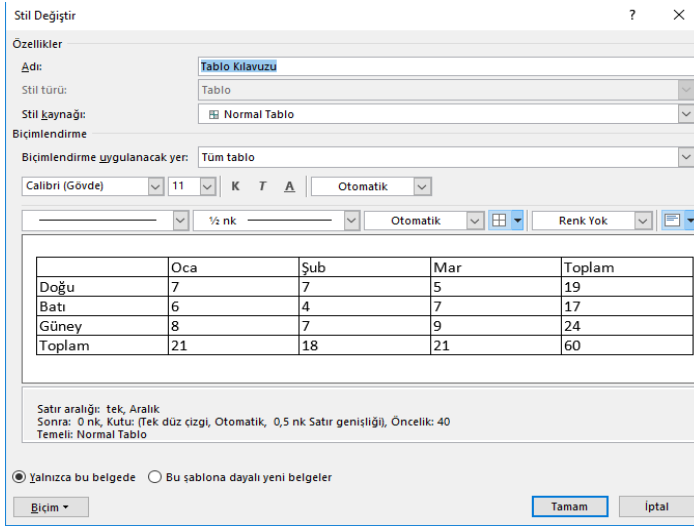 Stil Değiştir ? ×
Özellikler
Adı: Tablo Kılavuzu
Stil türü: Tablo
Stil kaynağı: Normal Tablo
Biçimlendirme
Biçimlendirme uygulanacak yer: Tüm tablo
Calibri (Gövde) 11 K T A Otomatik
½ nk Otomatik Renk Yok
Oca Şub Mar Toplam
Doğu 7 7 5 19
Batı 6 4 7 17
Güney 8 7 9 24
Toplam 21 18 21 60
Satır aralığı: tek, Aralık
Sonra: 0 nk, Kutu: (Tek düz çizgi, Otomatik, 0,5 nk Satır genişliği), Öncelik: 40
Temeli: Normal Tablo
Yalnızca bu belgede Bu şablona dayalı yeni belgeler
Biçim Tamam İptal